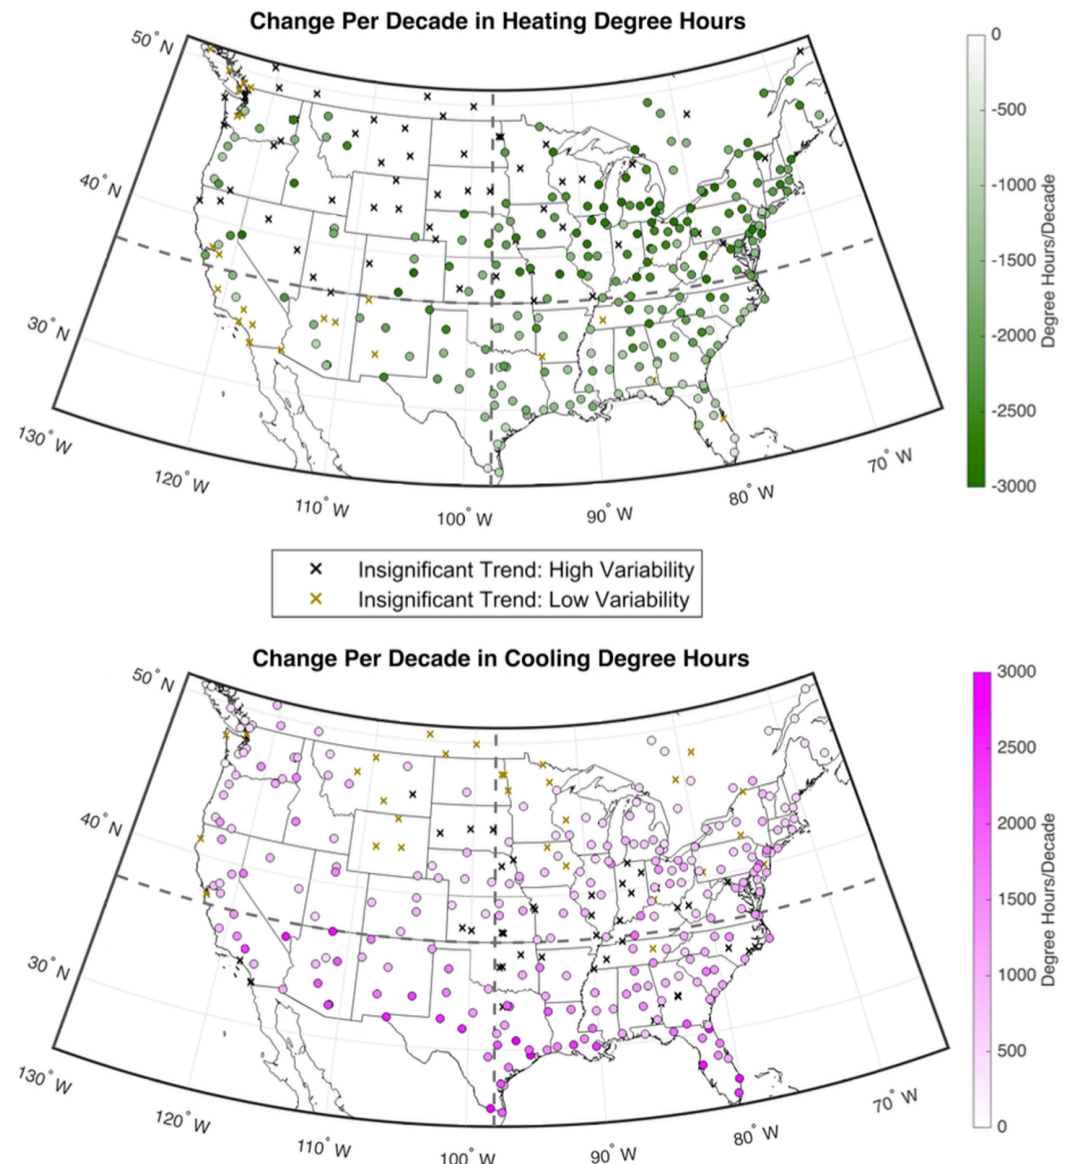 Change Per Decade in Heating Degree Hours
50° N
40° N
30° N
130° W
120° W
110° W
100° W
90° W
80° W
70° W
0
-500
-1000
-1500
-2000
-2500
-3000
Degree Hours/Decade
Insignificant Trend: High Variability
Insignificant Trend: Low Variability
Change Per Decade in Cooling Degree Hours
50° N
40° N
30° N
130° W
120° W
110° W
100° W
90° W
80° W
70° W
3000
2500
2000
1500
1000
500
0
Degree Hours/Decade